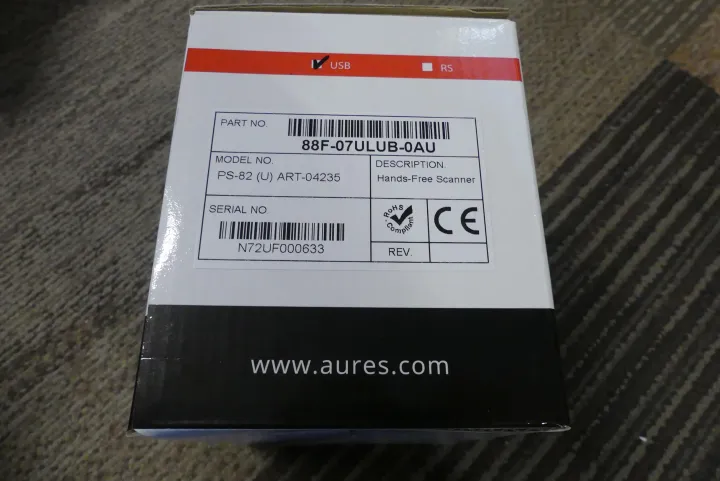 USB
RS
PART NO.
88F-07ULUB-0AU
MODEL NO.
PS-82 (U) ART-04235
DESCRIPTION.
Hands-Free Scanner
SERIAL NO.
N72UF000633
RoHS
Compliant
CE
REV.
www.aures.com